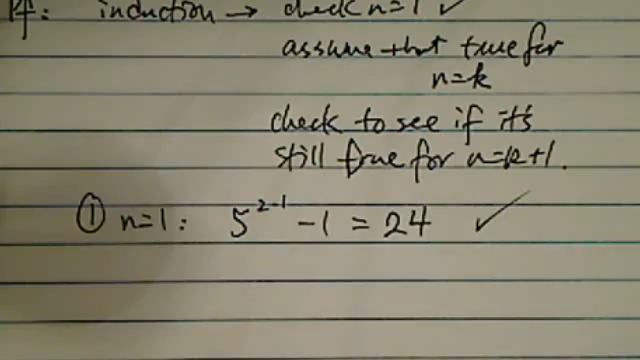 Pf: induction → check n=1 ✓
assume that true for
n=k
check to see if it's
still true for n=k+1.
① n=1: 5^{2·1} - 1 = 24 ✓